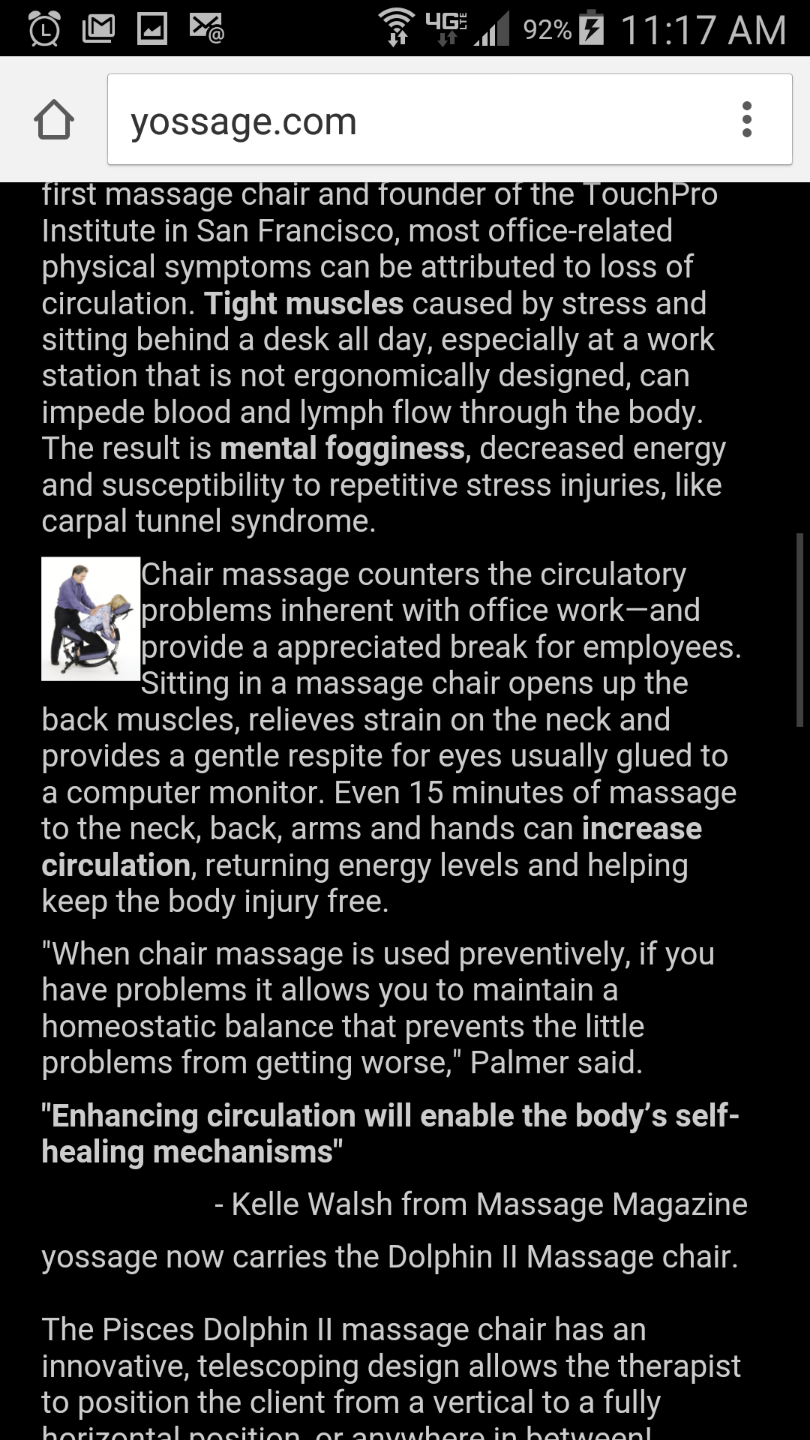 4G LTE 92% 11:17 AM
yossage.com
first massage chair and founder of the TouchPro
Institute in San Francisco, most office-related
physical symptoms can be attributed to loss of
circulation. Tight muscles caused by stress and
sitting behind a desk all day, especially at a work
station that is not ergonomically designed, can
impede blood and lymph flow through the body.
The result is mental fogginess, decreased energy
and susceptibility to repetitive stress injuries, like
carpal tunnel syndrome.
Chair massage counters the circulatory
problems inherent with office work—and
provide a appreciated break for employees.
Sitting in a massage chair opens up the
back muscles, relieves strain on the neck and
provides a gentle respite for eyes usually glued to
a computer monitor. Even 15 minutes of massage
to the neck, back, arms and hands can increase
circulation, returning energy levels and helping
keep the body injury free.
"When chair massage is used preventively, if you
have problems it allows you to maintain a
homeostatic balance that prevents the little
problems from getting worse," Palmer said.
"Enhancing circulation will enable the body’s self-
healing mechanisms"
- Kelle Walsh from Massage Magazine
yossage now carries the Dolphin II Massage chair.
The Pisces Dolphin II massage chair has an
innovative, telescoping design allows the therapist
to position the client from a vertical to a fully
horizontal position, or anywhere in between!